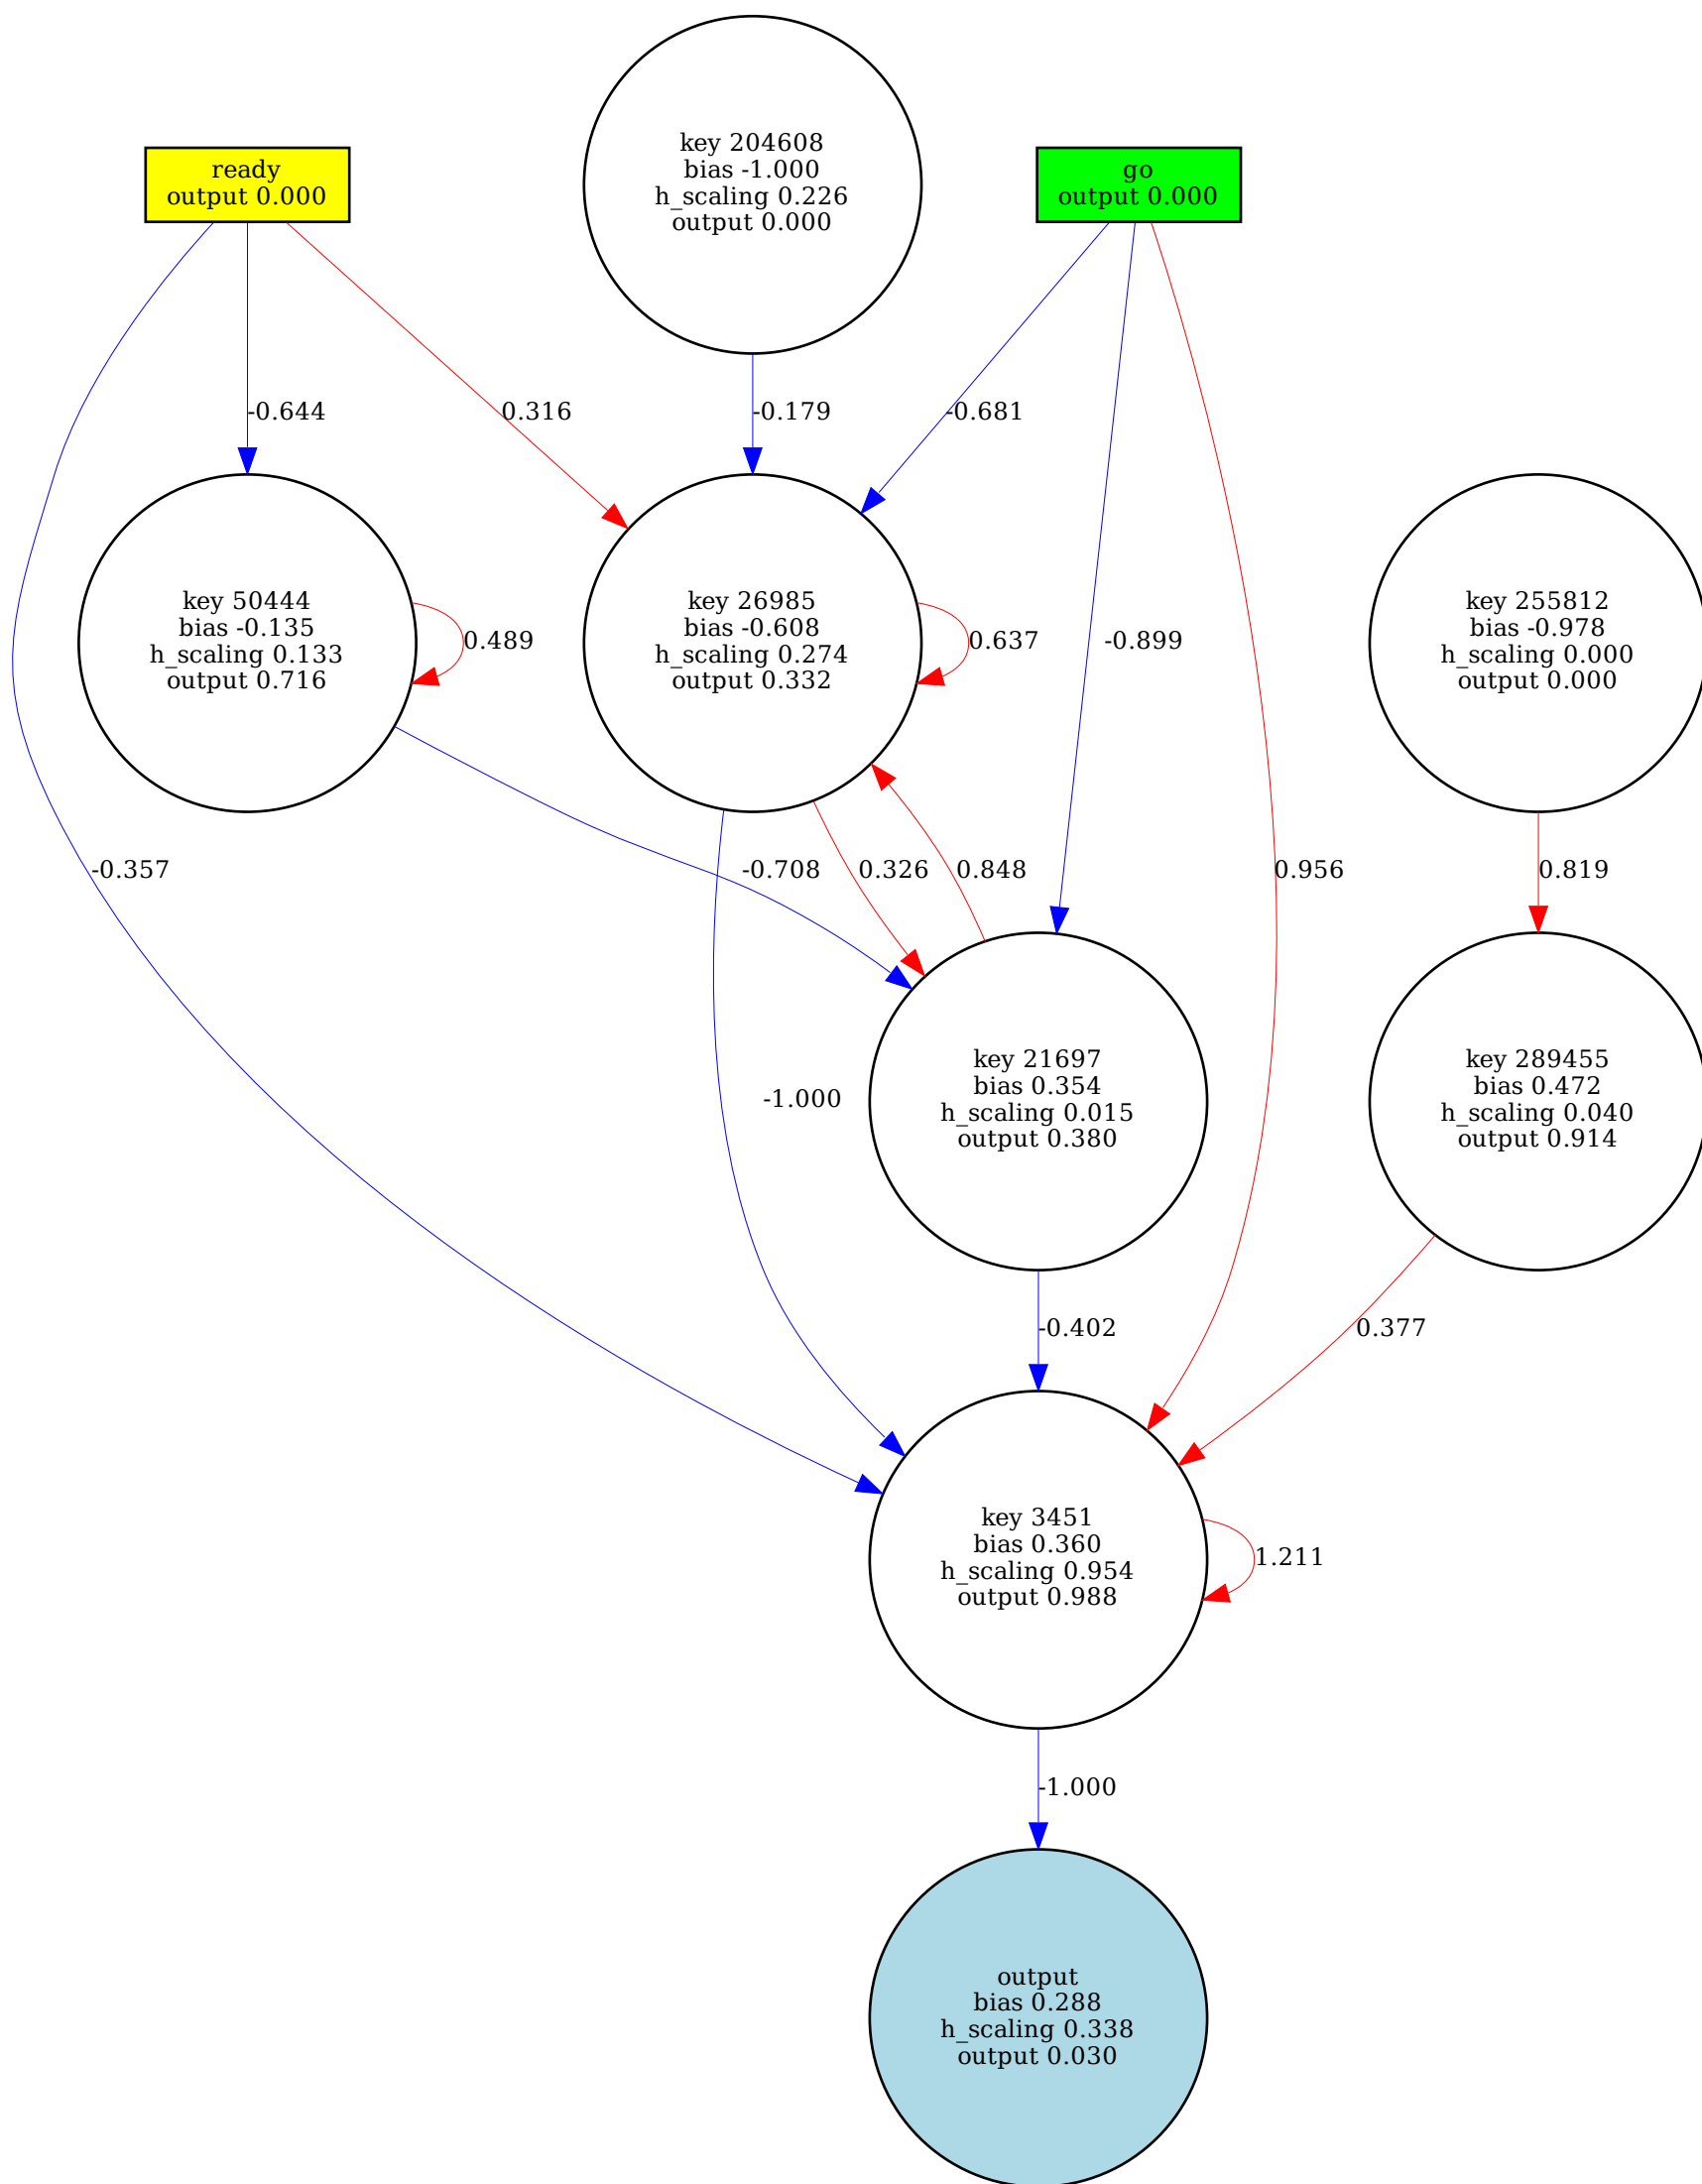 key 204608
bias -1.000
h_scaling 0.226
output 0.000
ready
output 0.000
go
output 0.000
-0.644
0.316
-0.179
-0.681
key 50444
bias -0.135
h_scaling 0.133
output 0.716
0.489
key 26985
bias -0.608
h_scaling 0.274
output 0.332
0.637
-0.899
key 255812
bias -0.978
h_scaling 0.000
output 0.000
-0.357
-0.708
0.326
0.848
0.956
0.819
-1.000
key 21697
bias 0.354
h_scaling 0.015
output 0.380
key 289455
bias 0.472
h_scaling 0.040
output 0.914
-0.402
0.377
key 3451
bias 0.360
h_scaling 0.954
output 0.988
1.211
-1.000
output
bias 0.288
h_scaling 0.338
output 0.030